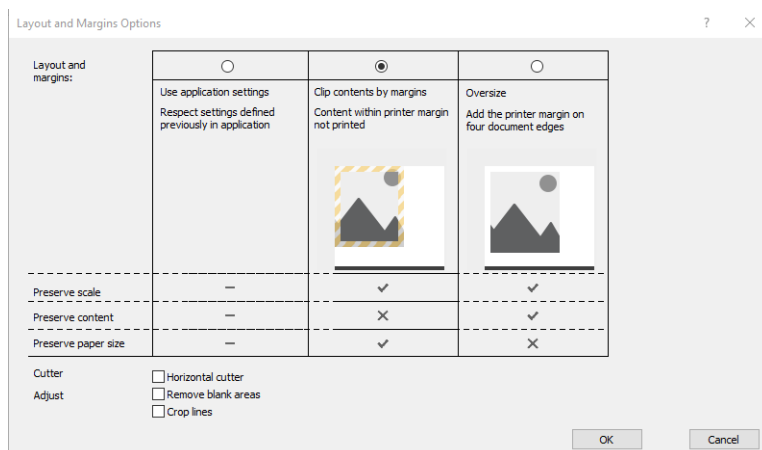 Layout and Margins Options
?
Layout and
margins:
Use application settings
Respect settings defined
previously in application
Clip contents by margins
Content within printer margin
not printed
Oversize
Add the printer margin on
four document edges
Preserve scale
Preserve content
Preserve paper size
Cutter
Horizontal cutter
Adjust
Remove blank areas
Crop lines
OK
Cancel